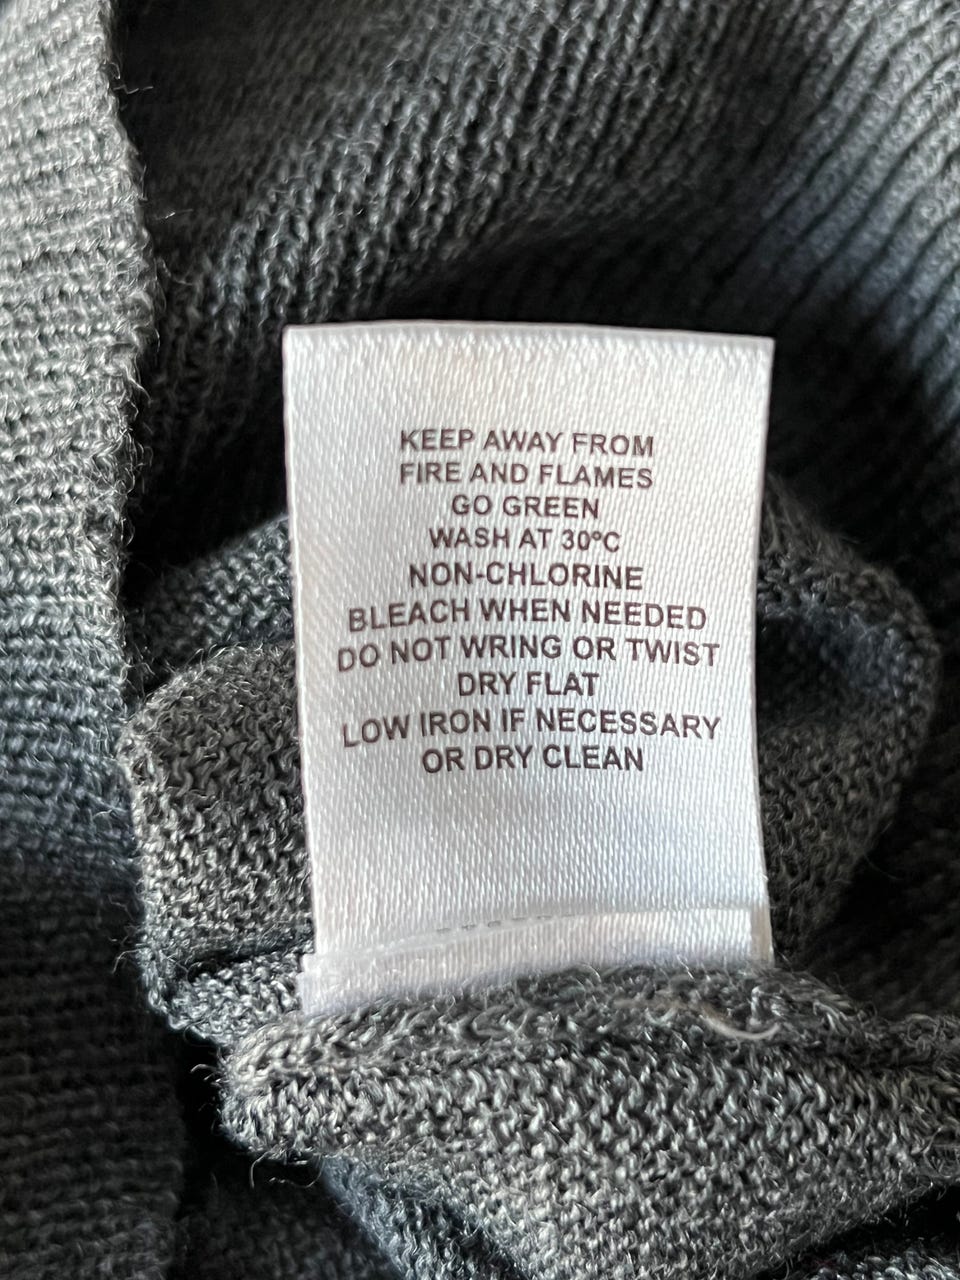 KEEP AWAY FROM
FIRE AND FLAMES
GO GREEN
WASH AT 30°C
NON-CHLORINE
BLEACH WHEN NEEDED
DO NOT WRING OR TWIST
DRY FLAT
LOW IRON IF NECESSARY
OR DRY CLEAN